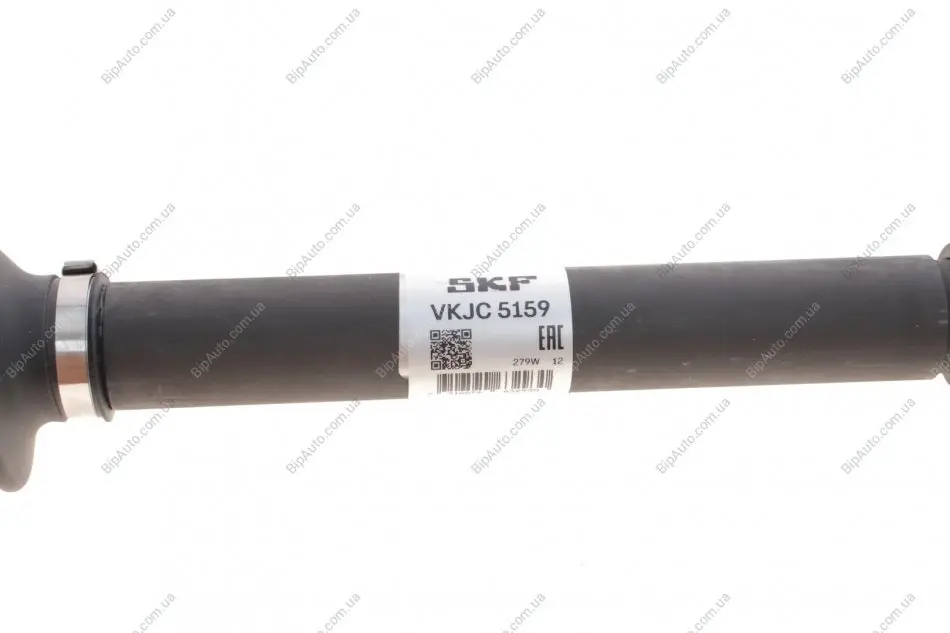 SKF
VKJC 5159
EAC
279W 12
BipAuto.com.ua